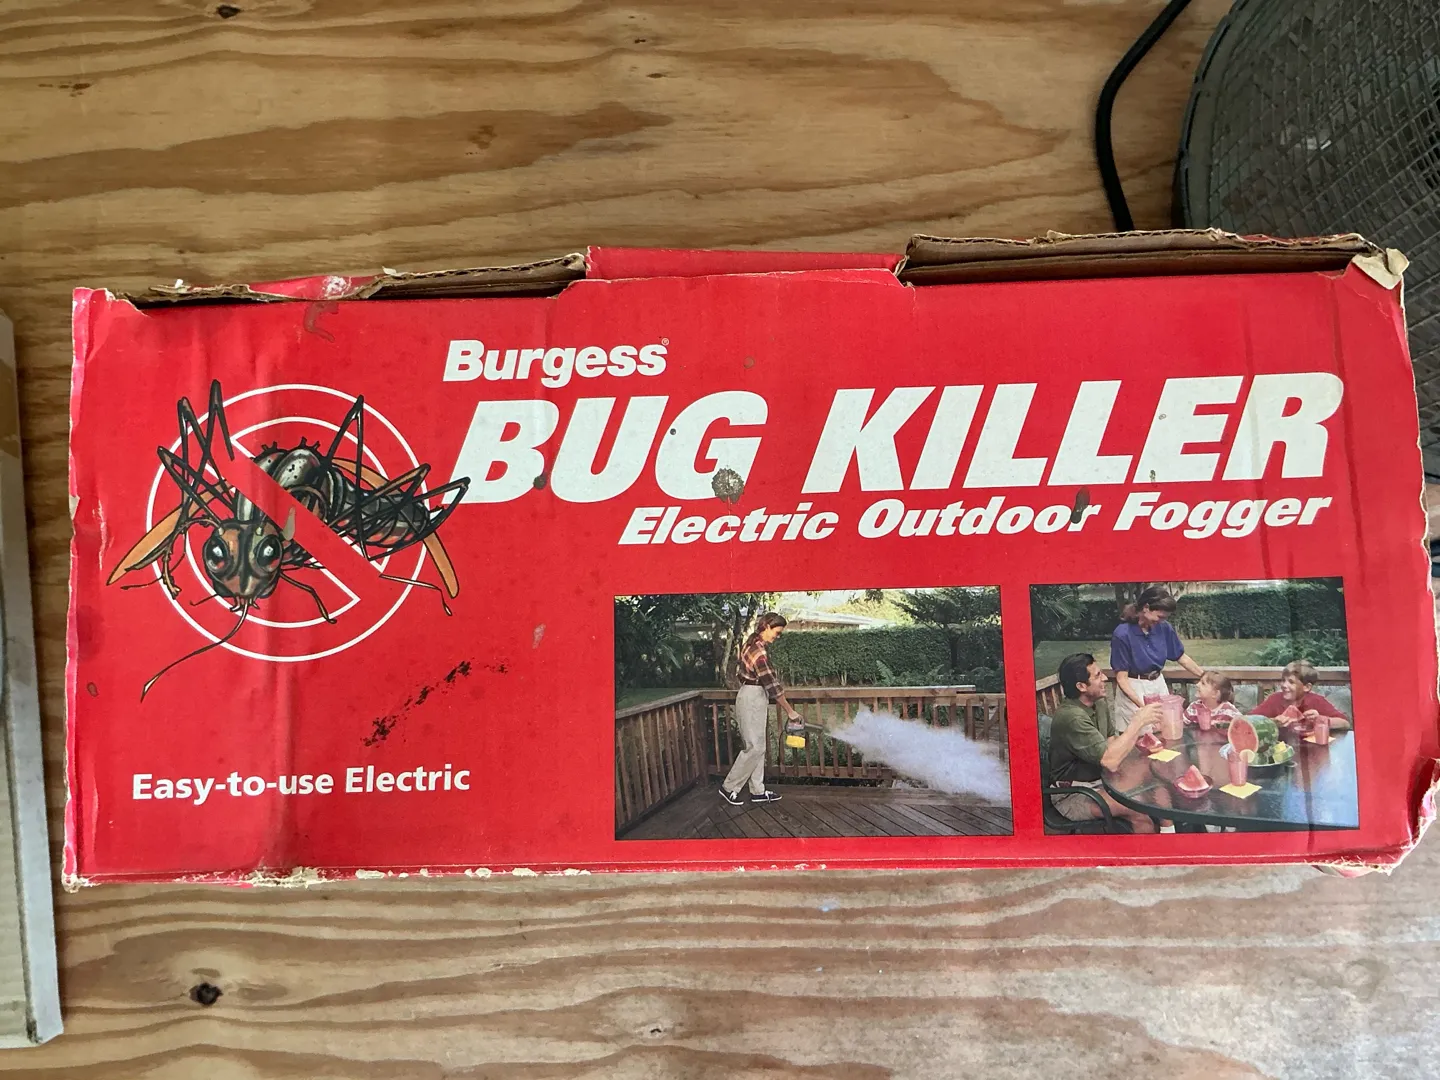 Burgess®
BUG KILLER
Electric Outdoor Fogger
Easy-to-use Electric